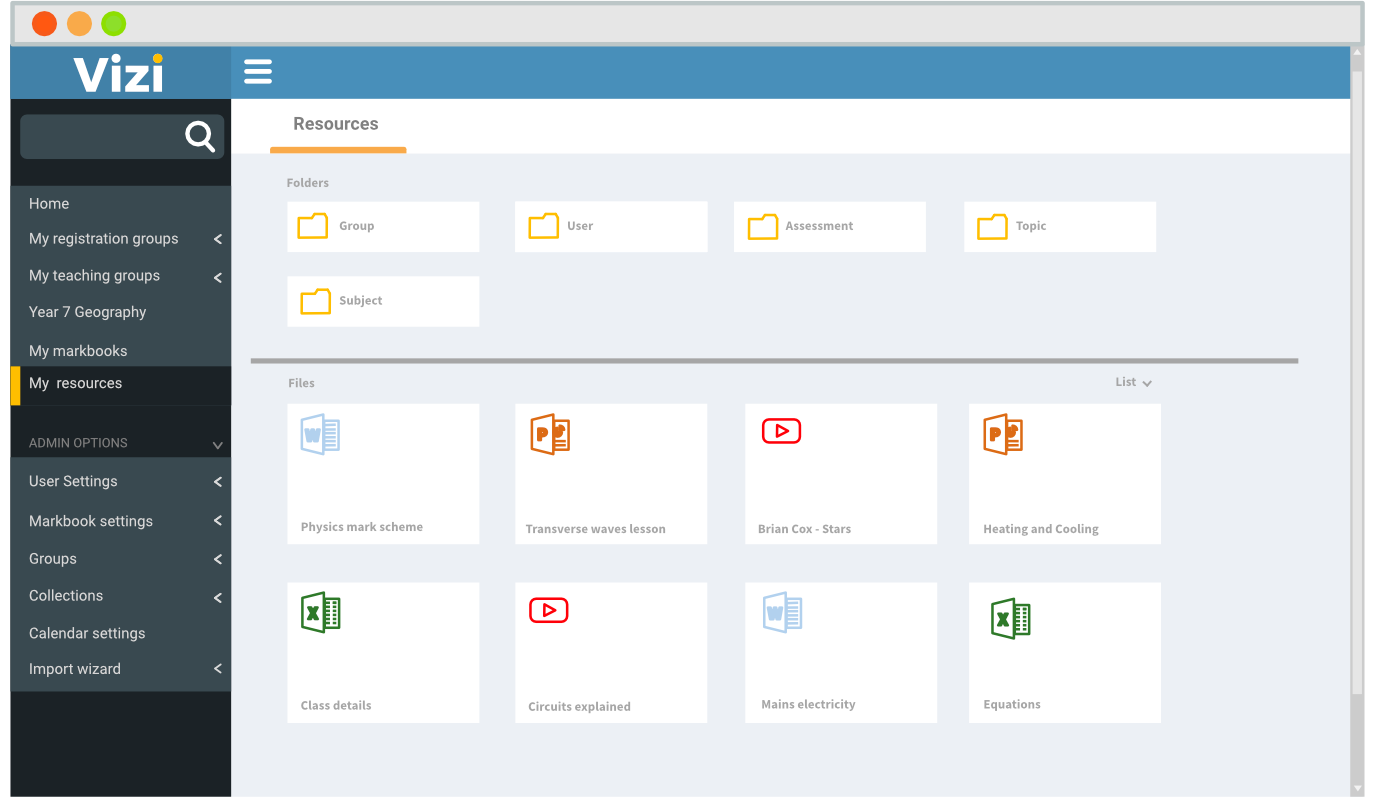 Vizi
Home
My registration groups
My teaching groups
Year 7 Geography
My markbooks
My resources
ADMIN OPTIONS
User Settings
Markbook settings
Groups
Collections
Calendar settings
Import wizard
Resources
Folders
Group
User
Assessment
Topic
Subject
Files
List
W
P
P
Physics mark scheme
Transverse waves lesson
Brian Cox - Stars
Heating and Cooling
X
W
X
Class details
Circuits explained
Mains electricity
Equations